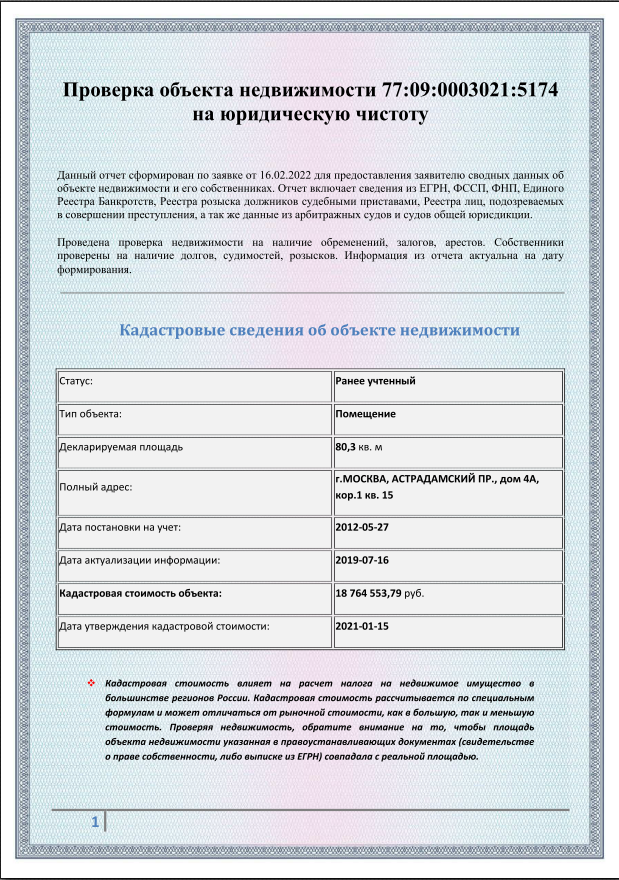 Проверка объекта недвижимости 77:09:0003021:5174
на юридическую чистоту
Данный отчет сформирован по заявке от 16.02.2022 для предоставления заявителю сводных данных об
объекте недвижимости и его собственниках. Отчет включает сведения из ЕГРН, ФССП, ФНП, Единого
Реестра Банкротств, Реестра розыска должников судебными приставами, Реестра лиц, подозреваемых
в совершении преступления, а так же данные из арбитражных судов и судов общей юрисдикции.
Проведена проверка недвижимости на наличие обременений, залогов, арестов. Собственники
проверены на наличие долгов, судимостей, розысков. Информация из отчета актуальна на дату
формирования.
Кадастровые сведения об объекте недвижимости
Статус: Ранее учтенный
Тип объекта: Помещение
Декларируемая площадь 80,3 кв. м
Полный адрес: г.МОСКВА, АСТРАДАМСКИЙ ПР., дом 4А,
кор.1 кв. 15
Дата постановки на учет: 2012-05-27
Дата актуализации информации: 2019-07-16
Кадастровая стоимость объекта: 18 764 553,79 руб.
Дата утверждения кадастровой стоимости: 2021-01-15
❖ Кадастровая стоимость влияет на расчет налога на недвижимое имущество в
большинстве регионов России. Кадастровая стоимость рассчитывается по специальным
формулам и может отличаться от рыночной стоимости, как в большую, так и меньшую
стоимость. Проверяя недвижимость, обратите внимание на то, чтобы площадь
объекта недвижимости указанная в правоустанавливающих документах (свидетельстве
о праве собственности, либо выписке из ЕГРН) совпадала с реальной площадью.
1